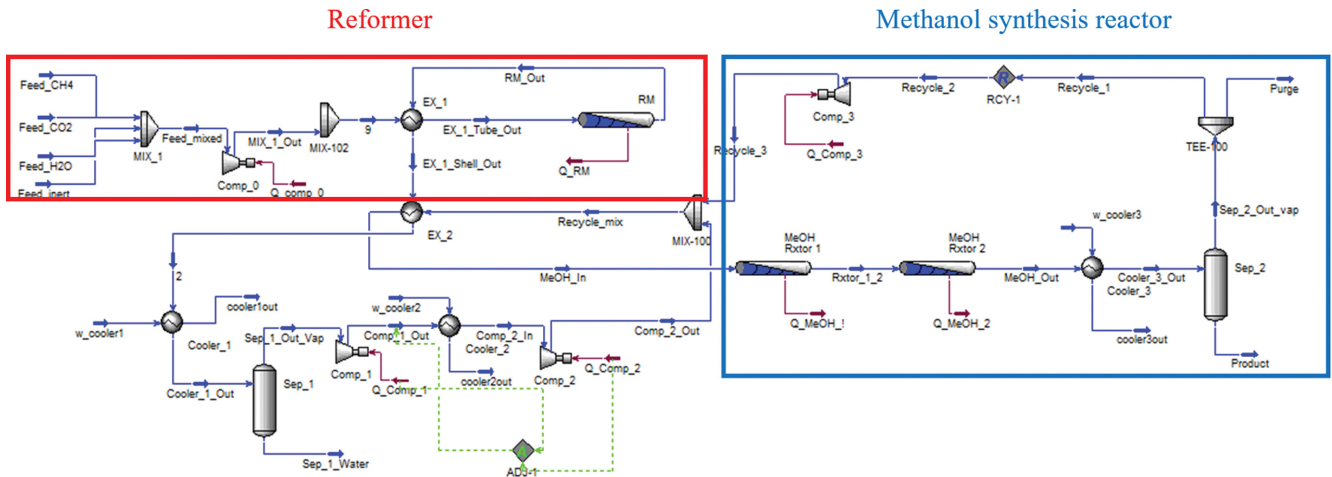 Reformer
Methanol synthesis reactor
Feed_CH4
Feed_CO2
Feed_H2O
Feed_inert
MIX_1
Feed_mixed
Comp_0
Q_comp_0
MIX_1_Out
MIX-102
9
EX_1
RM_Out
EX_1_Tube_Out
EX_1_Shell_Out
RM
Q_RM
Recycle_3
Comp_3
Q_Comp_3
Recycle_2
RCY-1
Recycle_1
Purge
TEE-100
Sep_2_Out_vap
EX_2
Recycle_mix
MIX-100
MeOH_In
MeOH
Rxtor 1
Rxtor_1_2
Q_MeOH_!
MeOH
Rxtor 2
MeOH_Out
Q_MeOH_2
w_cooler3
Cooler_3_Out
Cooler_3
cooler3out
Sep_2
Product
2
w_cooler1
cooler1out
Cooler_1
Cooler_1_Out
Sep_1_Out_Vap
Sep_1
Sep_1_Water
Comp_1
Q_Comp_1
Comp_1_Out
w_cooler2
Cooler_2
cooler2out
Comp_2_In
Comp_2
Q_Comp_2
Comp_2_Out
ADJ-1